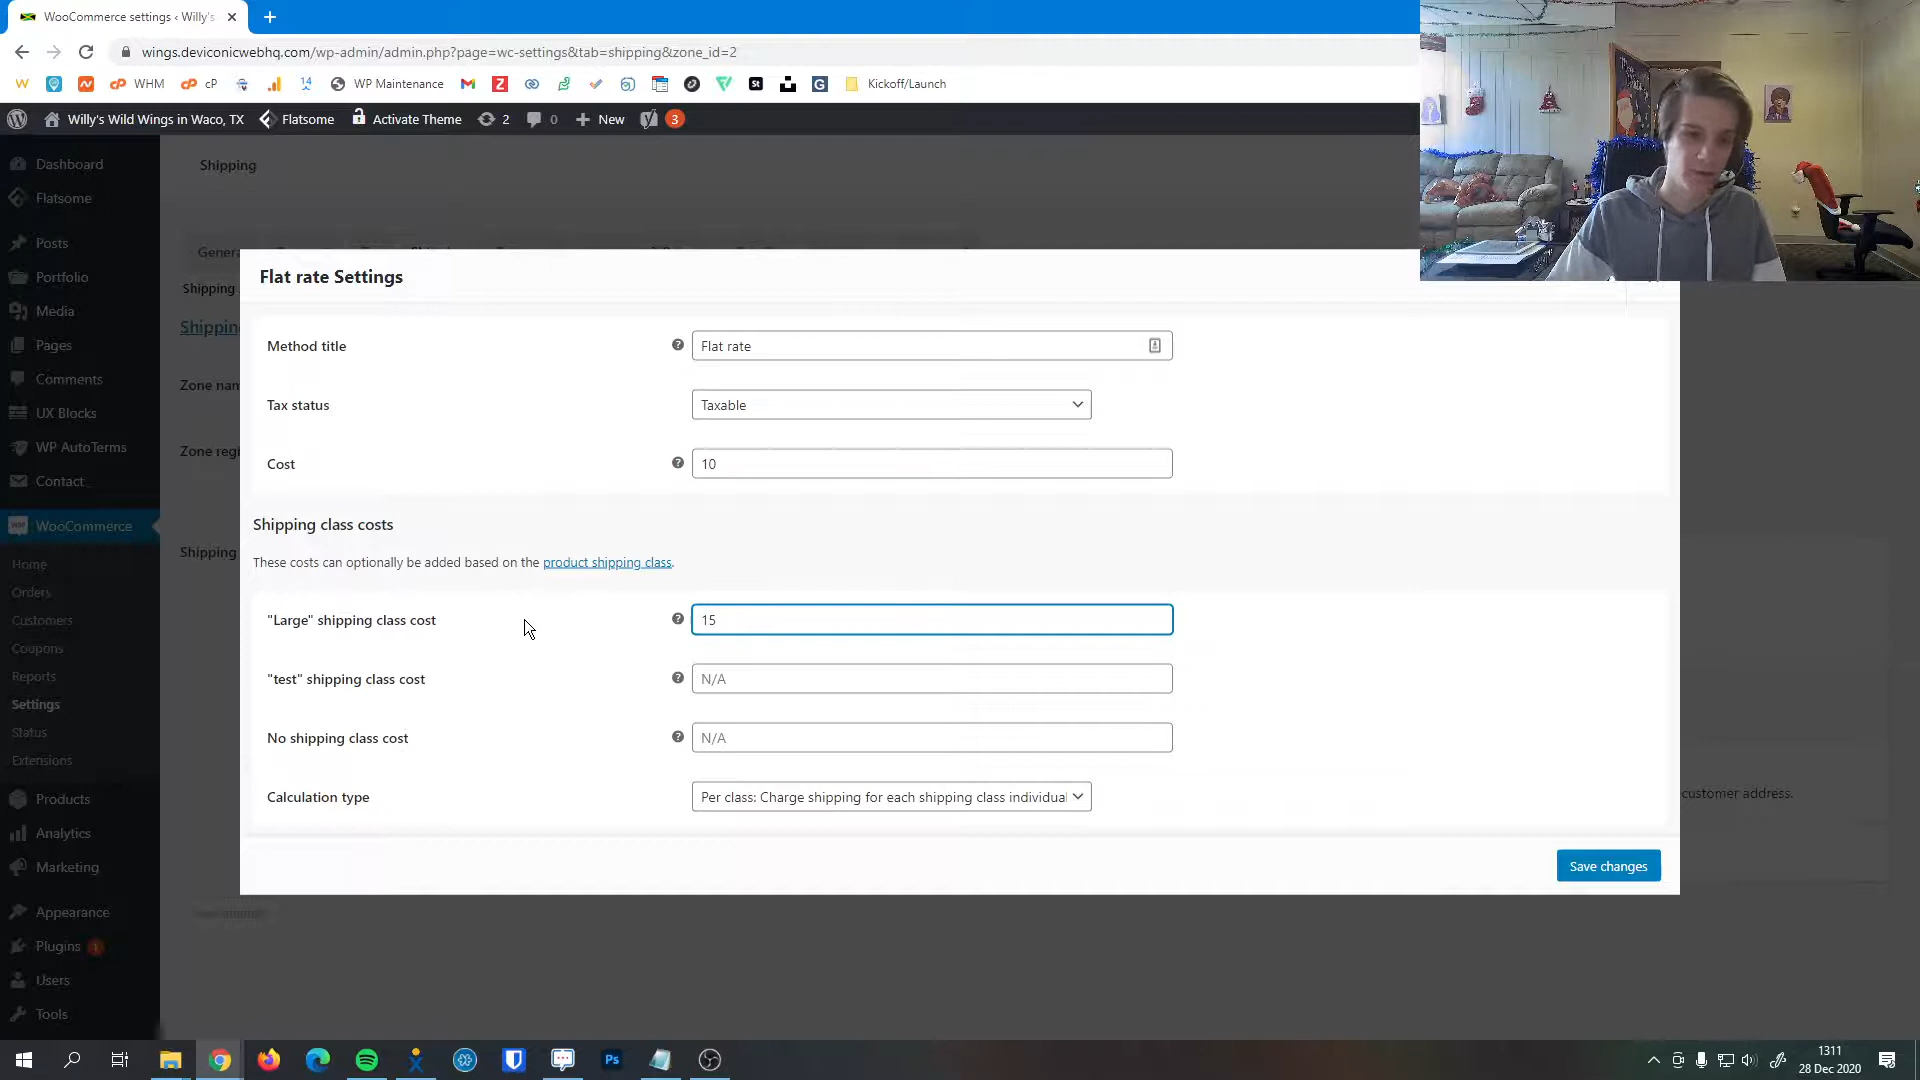 WooCommerce settings ‹ Willy's
wings.deviconicwebhq.com/wp-admin/admin.php?page=wc-settings&tab=shipping&zone_id=2
WHM
cP
14
WP Maintenance
Kickoff/Launch
Willy's Wild Wings in Waco, TX
Flatsome
Activate Theme
2
0
New
3
Dashboard
Flatsome
Posts
Portfolio
Media
Pages
Comments
UX Blocks
WP AutoTerms
Contact
WooCommerce
Home
Orders
Customers
Coupons
Reports
Settings
Status
Extensions
Products
Analytics
Marketing
Appearance
Plugins 1
Users
Tools
Shipping
Genera
Shipping
Shippin
Zone nam
Zone regi
Shipping
Flat rate Settings
Method title
Flat rate
Tax status
Taxable
Cost
10
Shipping class costs
These costs can optionally be added based on the product shipping class.
"Large" shipping class cost
15
"test" shipping class cost
N/A
No shipping class cost
N/A
Calculation type
Per class: Charge shipping for each shipping class individual
customer address.
Save changes
Ps
1311
28 Dec 2020